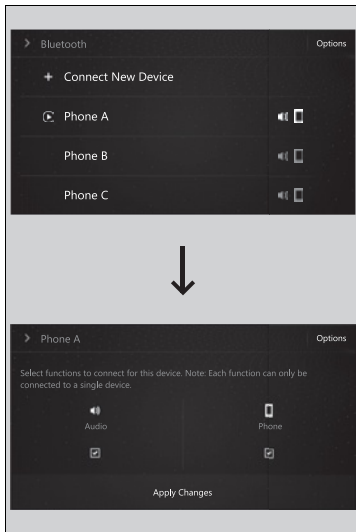 Bluetooth
Options
Connect New Device
Phone A
Phone B
Phone C
Phone A
Options
Select functions to connect for this device. Note: Each function can only be
connected to a single device.
Audio
Phone
Apply Changes